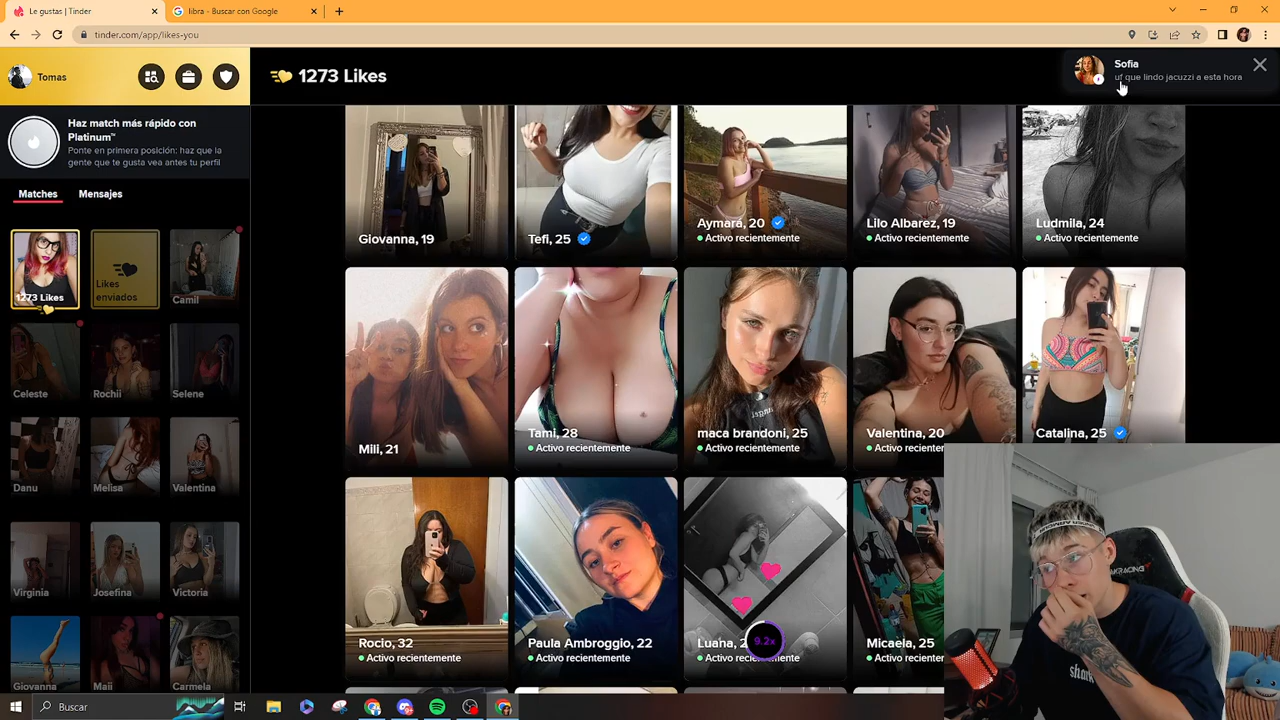 Le gustas | Tinder
libra - Buscar con Google
tinder.com/app/likes-you
Tomas
1273 Likes
Sofia
uf que lindo jacuzzi a esta hora
Haz match más rápido con
Platinum™
Ponte en primera posición: haz que la
gente que te gusta vea antes tu perfil
Matches
Mensajes
1273 Likes
Likes
enviados
Camil
Celeste
Rochii
Selene
Danu
Melisa
Valentina
Virginia
Josefina
Victoria
Giovanna
Maii
Carmela
Giovanna, 19
Tefi, 25
Aymará, 20
Activo recientemente
Lilo Albarez, 19
Activo recientemente
Ludmila, 24
Activo recientemente
Mili, 21
Tami, 28
Activo recientemente
maca brandoni, 25
Activo recientemente
Valentina, 20
Activo recientemente
Catalina, 25
Rocio, 32
Activo recientemente
Paula Ambroggio, 22
Activo recientemente
Luana, 2
9.2x
Micaela, 25
Activo recientemente
AKRACING
Buscar